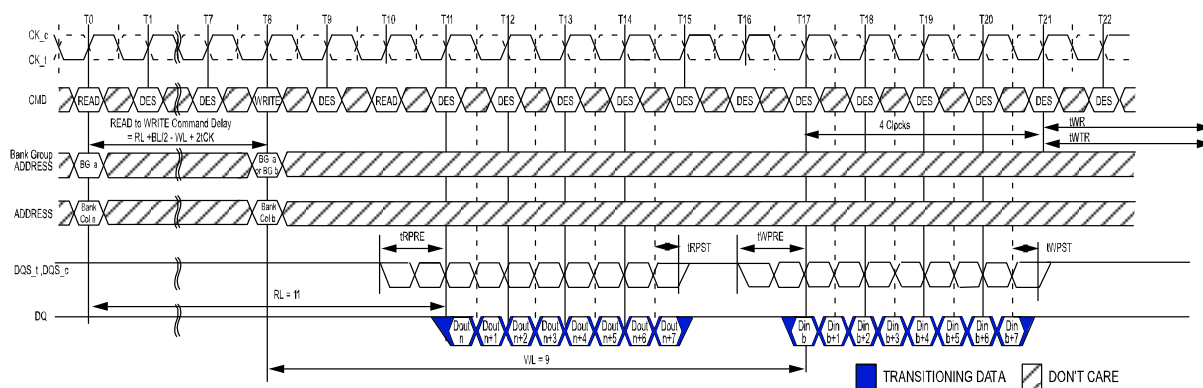 T0 T1 T7 T8 T9 T10 T11 T12 T13 T14 T15 T16 T17 T18 T19 T20 T21 T22
CK_c
CK_t
CMD READ DES DES WRITE DES READ DES DES DES DES DES DES DES DES DES DES DES DES
READ to WRITE Command Delay
= RL +BL/2 - WL + 2tCK
4 Clocks
tWR
tWTR
Bank Group
ADDRESS
BG a
BG a
or BG b
ADDRESS
Bank
Col n
Bank
Col b
tRPRE tRPST tWPRE tWPST
DQS_t ,DQS_c
RL = 11
DQ
Dout
n
Dout
n+1
Dout
n+2
Dout
n+3
Dout
n+4
Dout
n+5
Dout
n+6
Dout
n+7
Din
b
Din
b+1
Din
b+2
Din
b+3
Din
b+4
Din
b+5
Din
b+6
Din
b+7
WL = 9
TRANSITIONING DATA
DON'T CARE